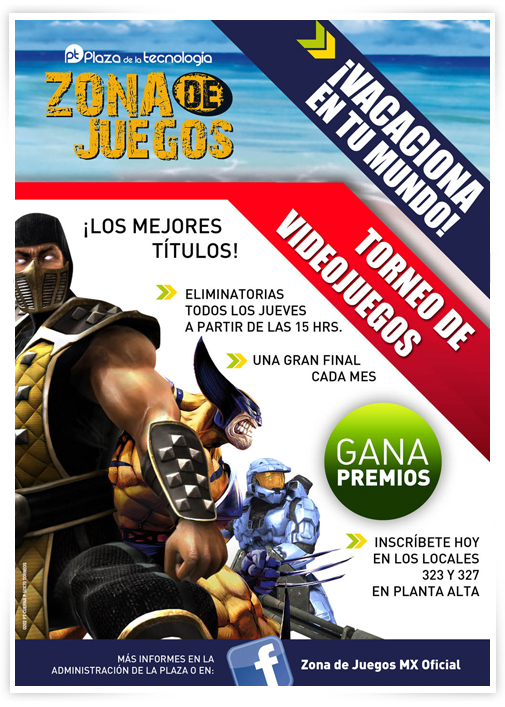 pt Plaza de la tecnología
ZONA DE
JUEGOS
¡VACACIONA
EN TU MUNDO!
TORNEO DE
VIDEOJUEGOS
¡LOS MEJORES
TÍTULOS!
ELIMINATORIAS
TODOS LOS JUEVES
A PARTIR DE LAS 15 HRS.
UNA GRAN FINAL
CADA MES
GANA
PREMIOS
INSCRÍBETE HOY
EN LOS LOCALES
323 Y 327
EN PLANTA ALTA
MÁS INFORMES EN LA
ADMINISTRACIÓN DE LA PLAZA O EN:
f
Zona de Juegos MX Oficial